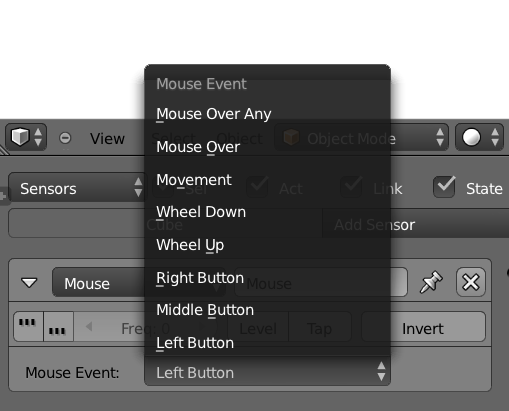 Mouse Event
Mouse Over Any
Mouse Over
Movement
Wheel Down
Wheel Up
Right Button
Middle Button
Left Button
View Select Object Object Mode
Sensors Sel Act Link State
Cube Add Sensor
Mouse Mouse
Freq: 0 Level Tap Invert
Mouse Event: Left Button